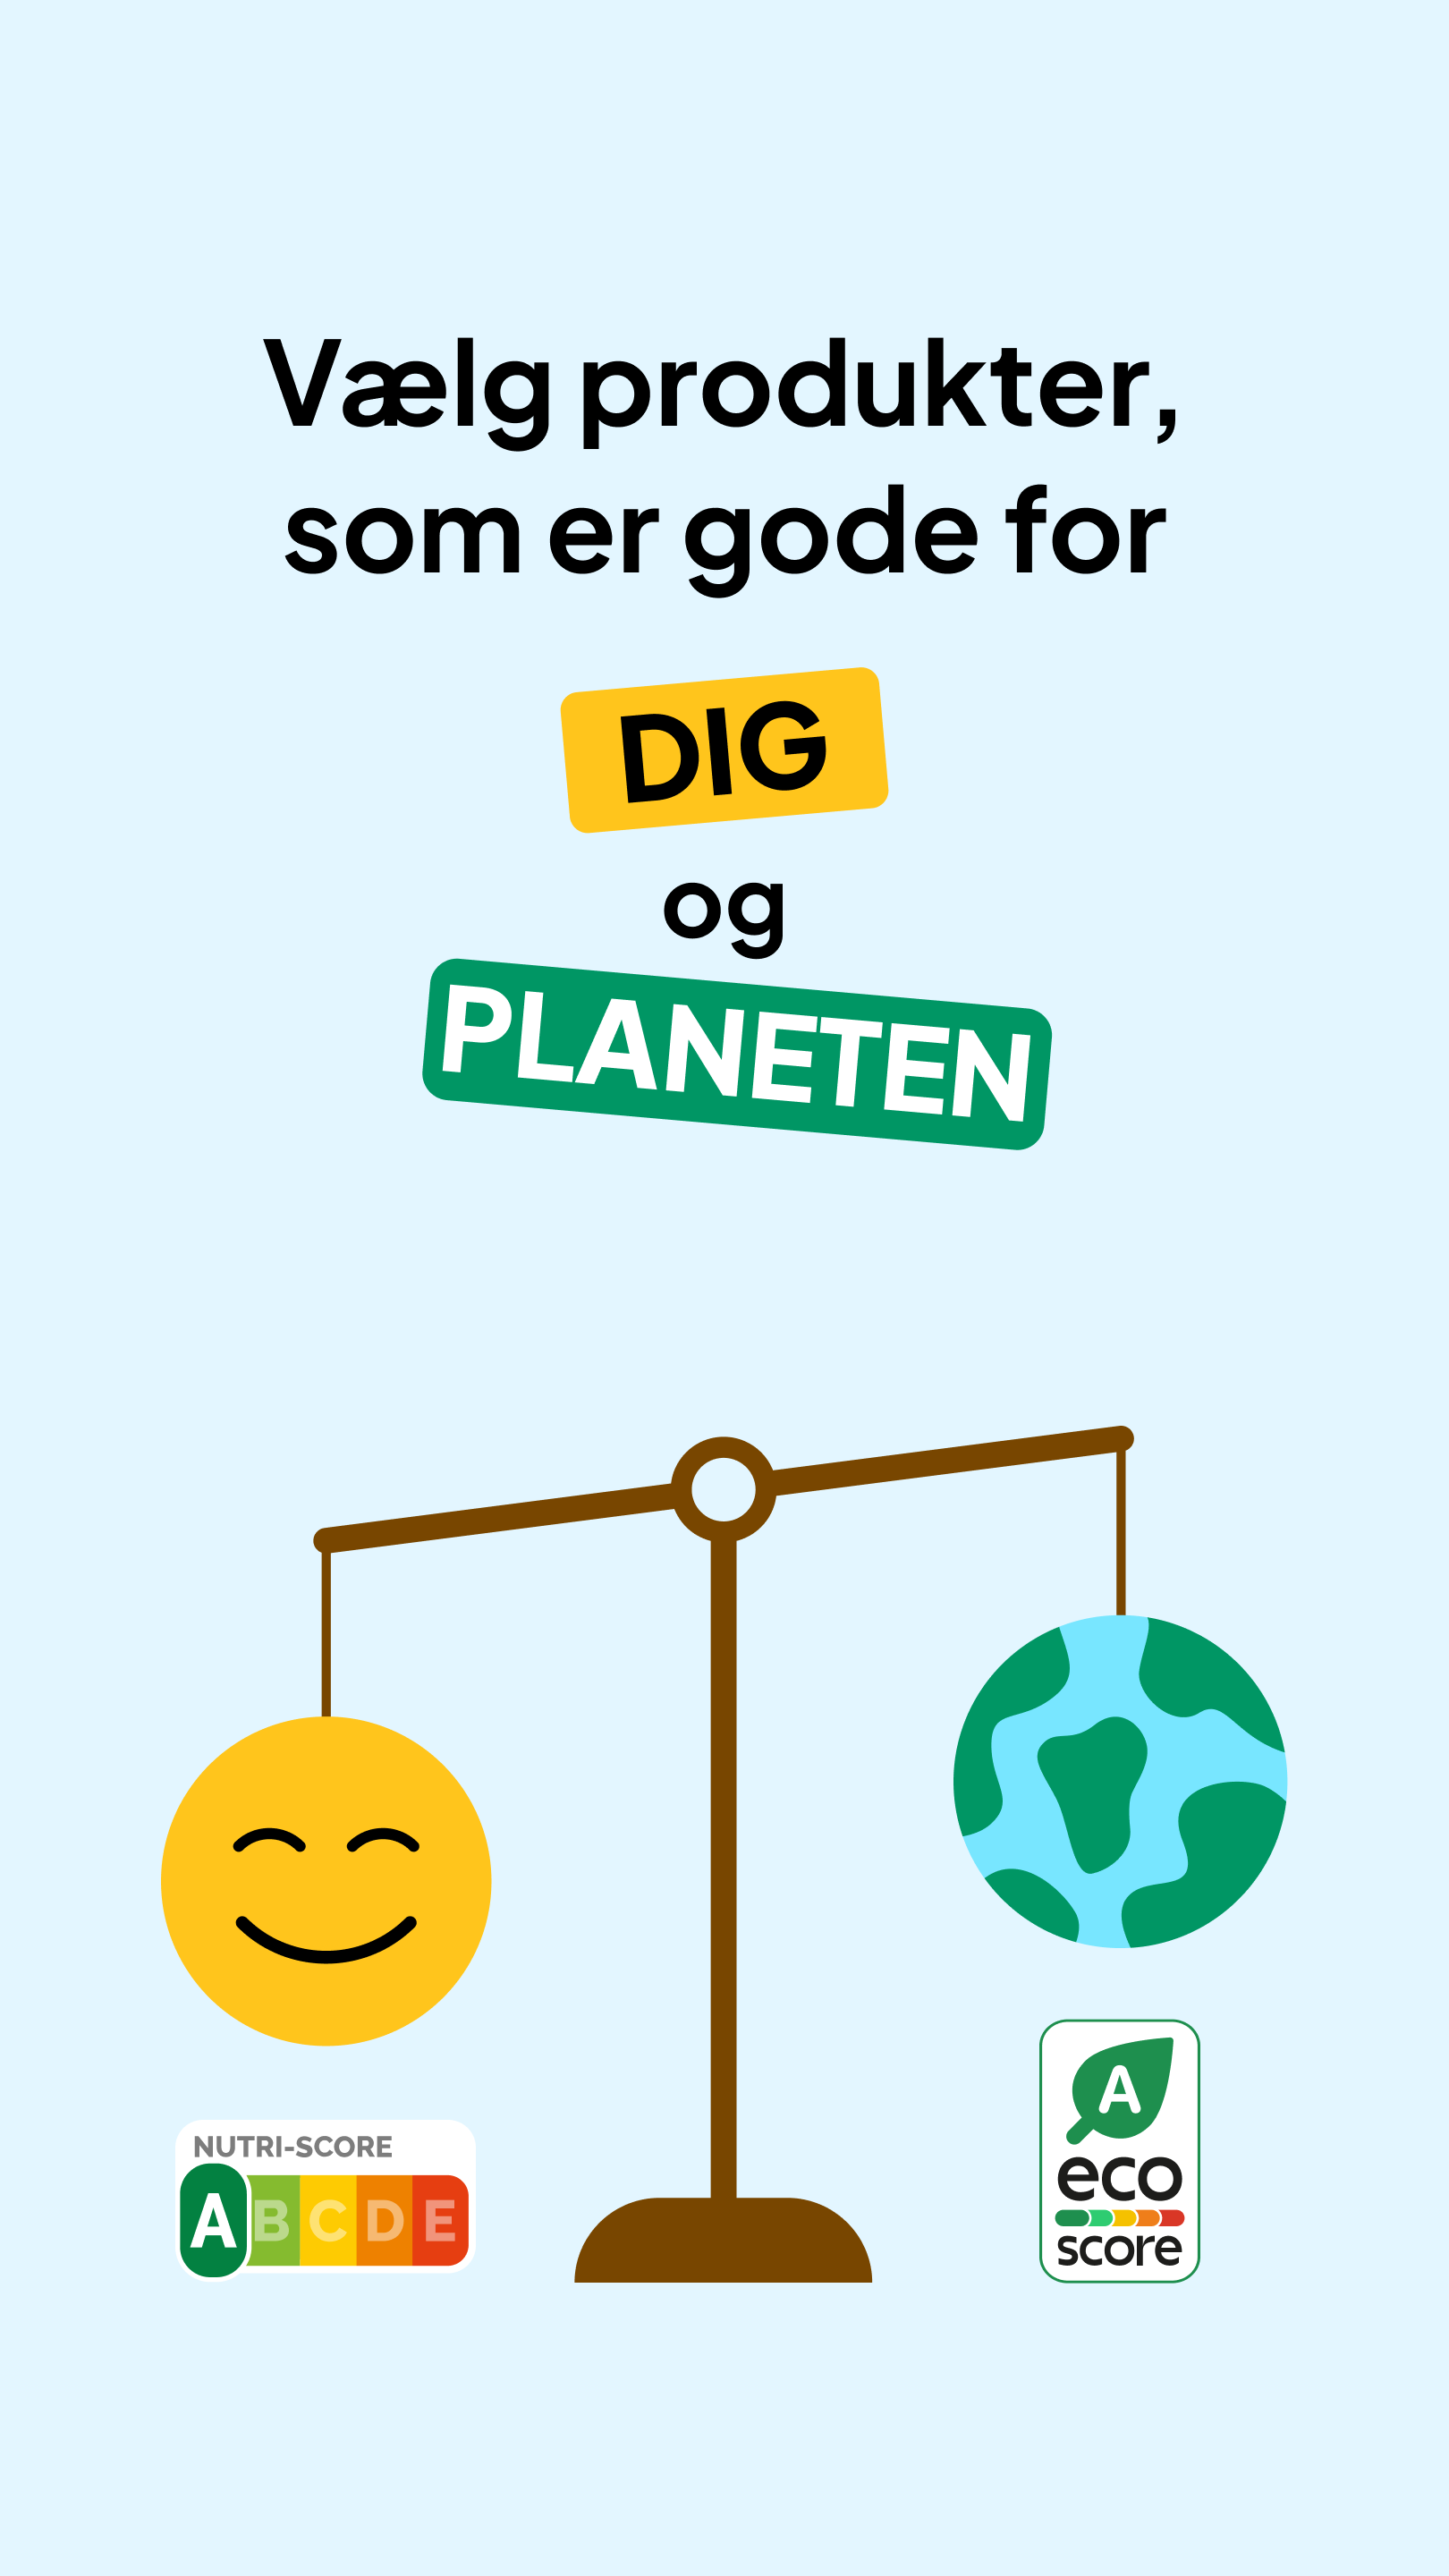 Vælg produkter,
som er gode for
DIG
og
PLANETEN
NUTRI-SCORE
A B C D E
A
eco
score